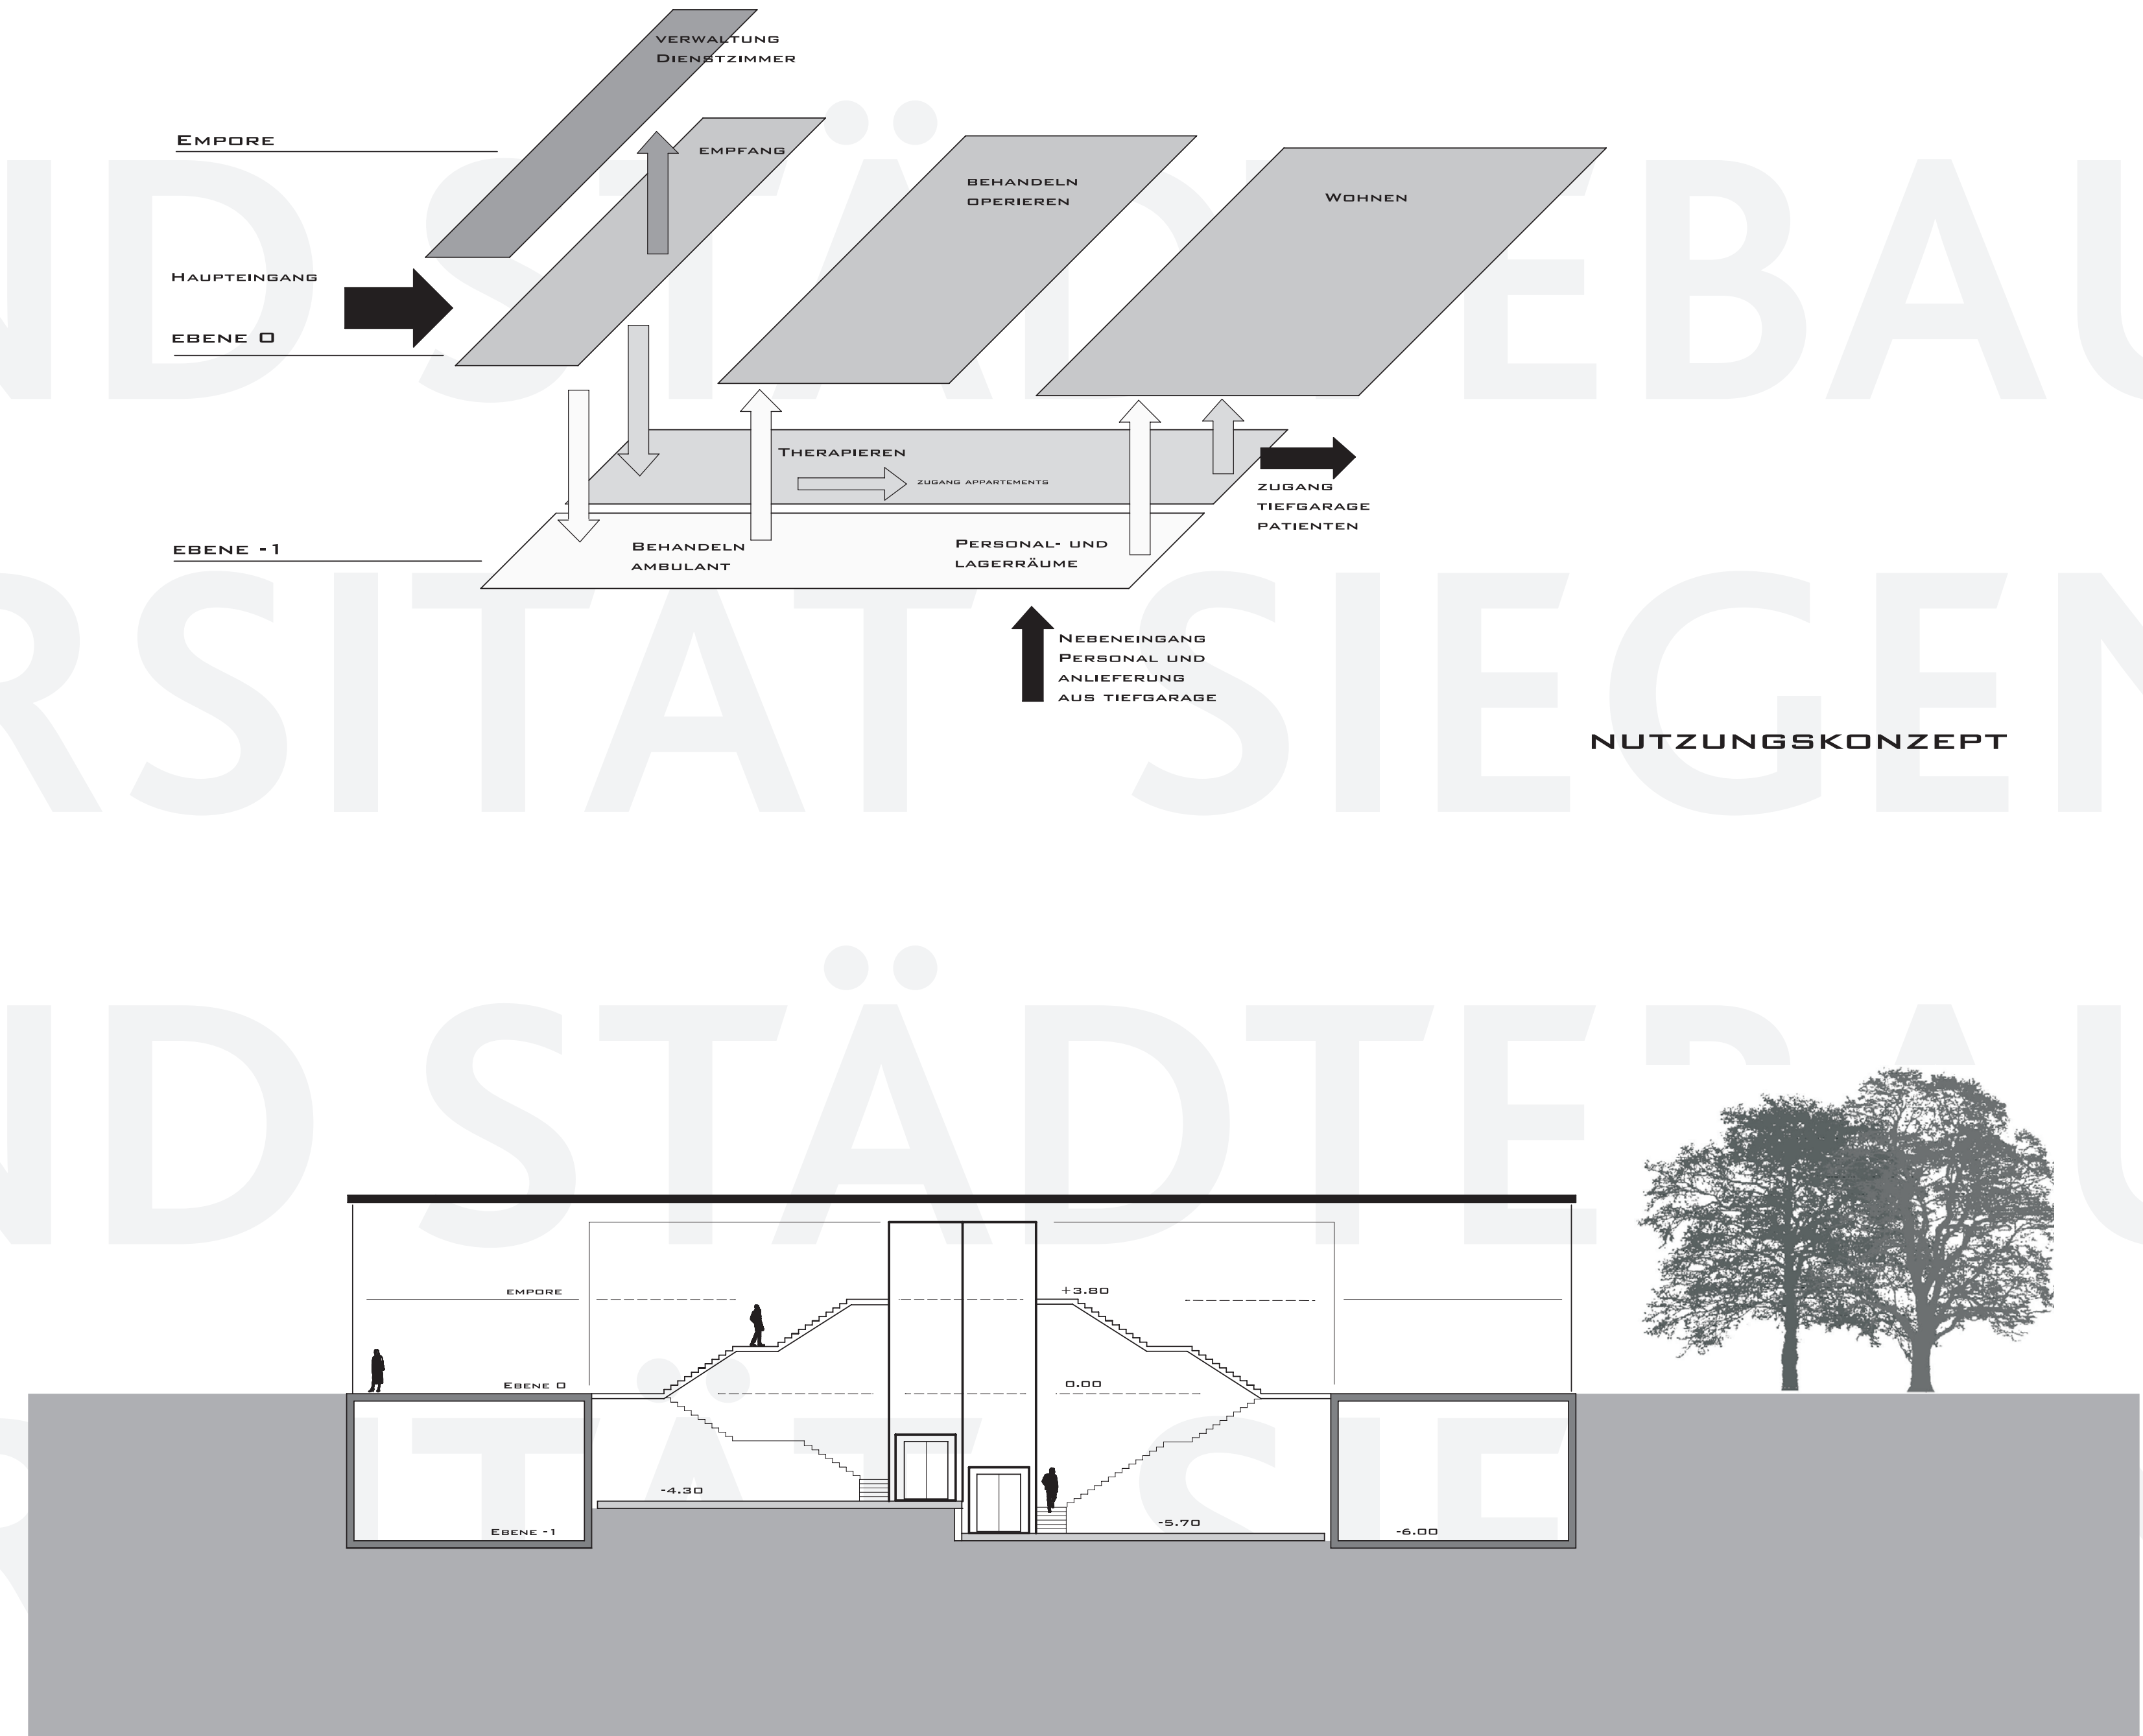 VERWALTUNG
DIENSTZIMMER
EMPORE
EMPFANG
BEHANDELN
OPERIEREN
WOHNEN
HAUPTEINGANG
EBENE 0
THERAPIEREN
ZUGANG APPARTEMENTS
ZUGANG
TIEFGARAGE
PATIENTEN
EBENE -1
BEHANDELN
AMBULANT
PERSONAL- UND
LAGERRÄUME
NEBENEINGANG
PERSONAL UND
ANLIEFERUNG
AUS TIEFGARAGE
NUTZUNGSKONZEPT
ND STÄDTEBAU
RSITÄT SIEGEN
ND STÄDTEBAU
RSITÄT SIE
EMPORE
+3.80
EBENE 0
0.00
-4.30
EBENE -1
-5.70
-6.00